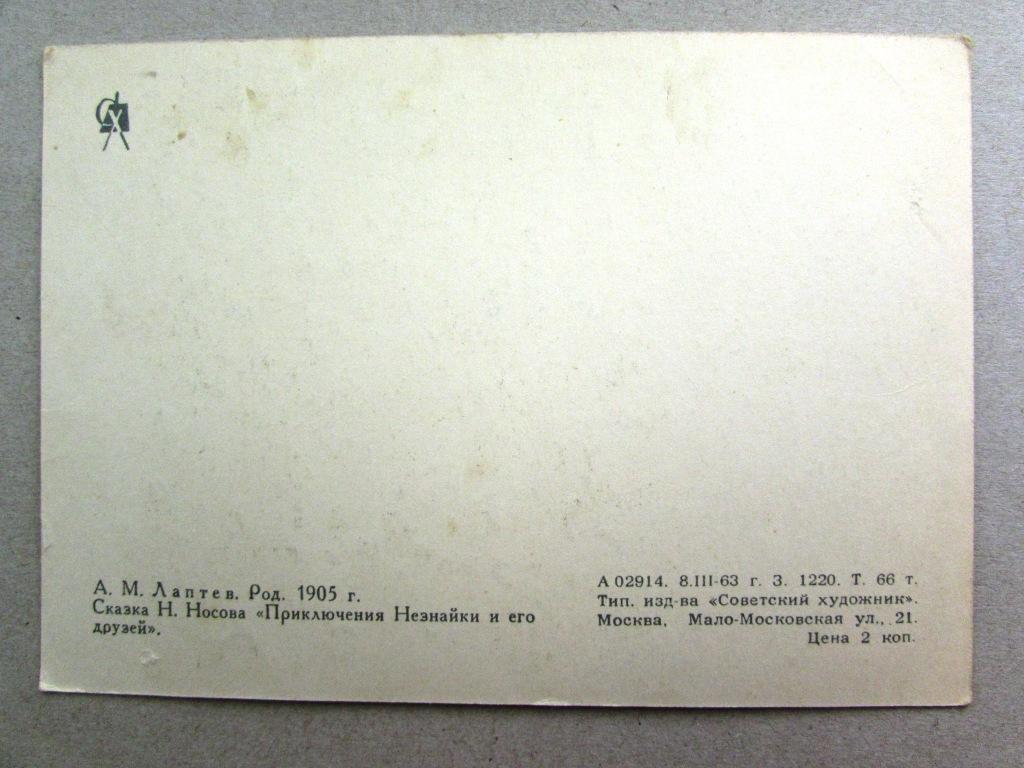 СХ
А. М. Лаптев. Род. 1905 г.
Сказка Н. Носова «Приключения Незнайки и его
друзей».
А 02914. 8.III-63 г. З. 1220. Т. 66 т.
Тип. изд-ва «Советский художник».
Москва, Мало-Московская ул., 21.
Цена 2 коп.